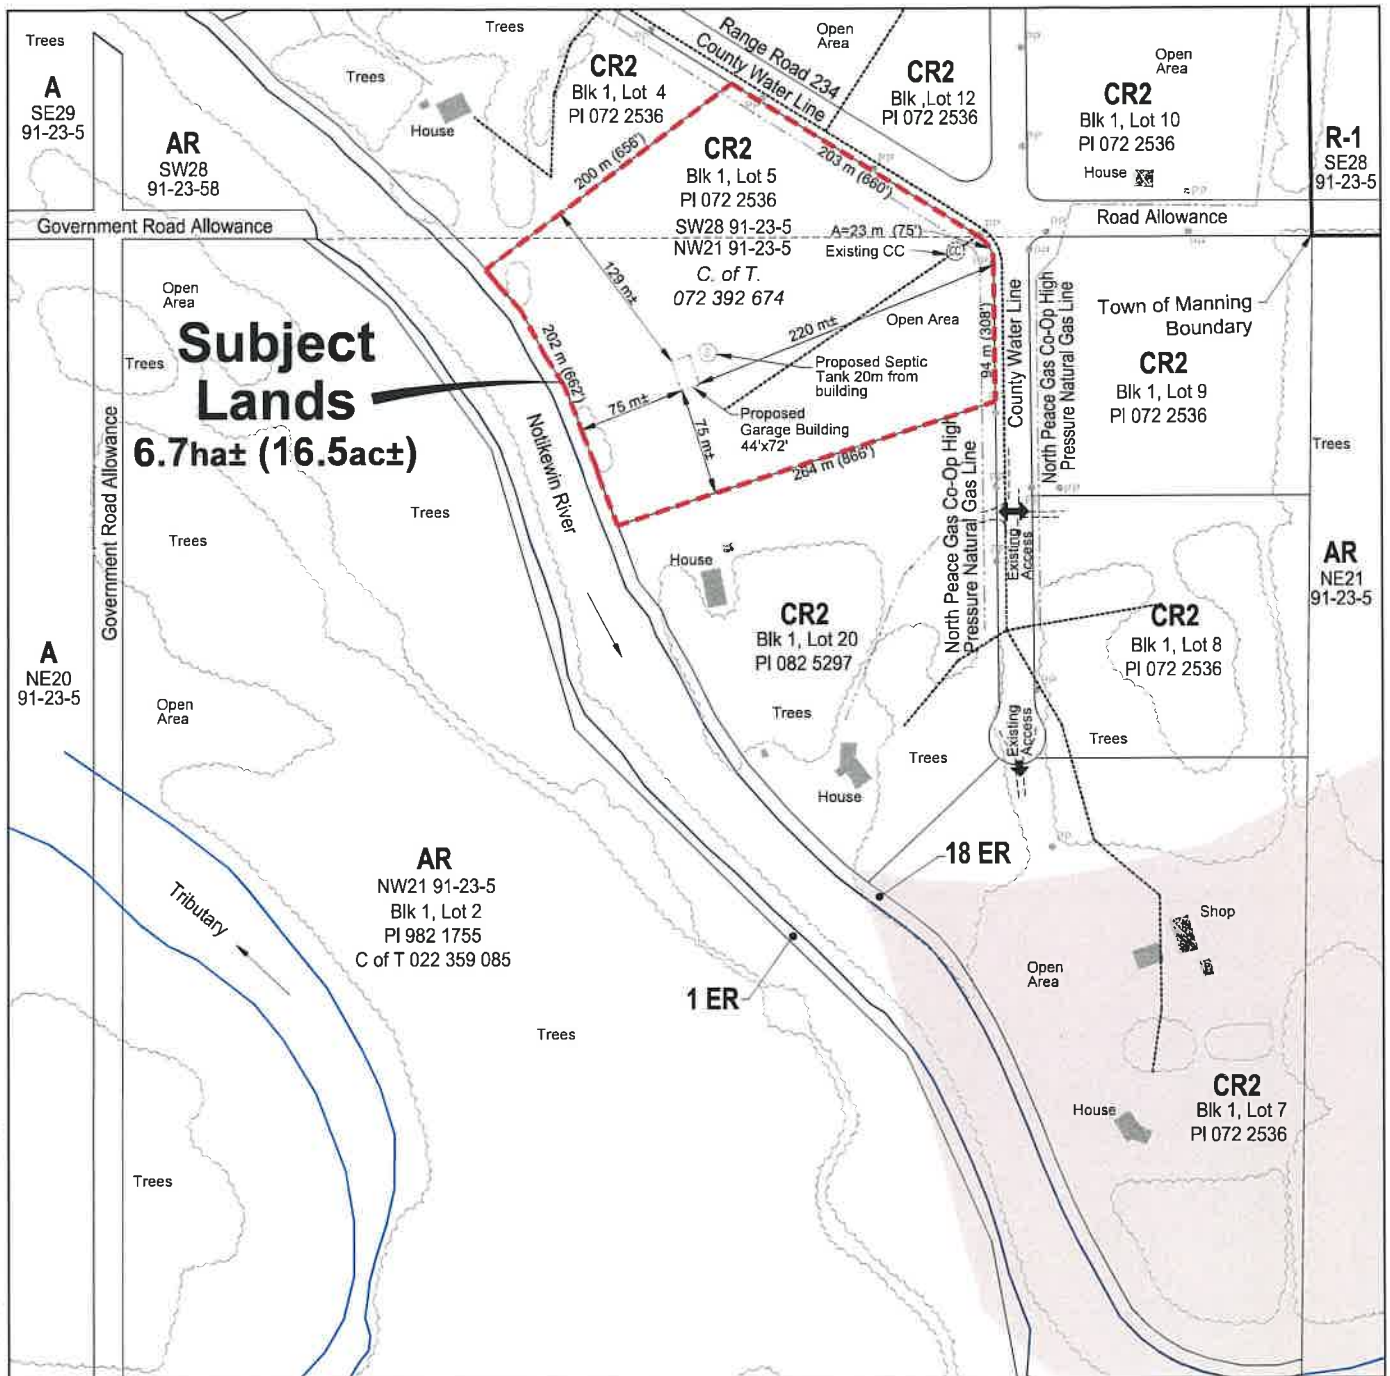 Trees
Trees
Open
Area
Range Road 234
County Water Line
Trees
House
CR2
Blk 1, Lot 4
Pl 072 2536
CR2
Blk ,Lot 12
Pl 072 2536
Open
Area
CR2
Blk 1, Lot 10
Pl 072 2536
House
A
SE29
91-23-5
AR
SW28
91-23-58
R-1
SE28
91-23-5
Government Road Allowance
Road Allowance
200 m (656')
203 m (660')
CR2
Blk 1, Lot 5
Pl 072 2536
SW28 91-23-5
NW21 91-23-5
C. of T.
072 392 674
A=23 m (75')
Existing CC
CC
129 m±
220 m±
Open Area
94 m (308')
County Water Line
North Peace Gas Co-Op High
Pressure Natural Gas Line
Town of Manning
Boundary
CR2
Blk 1, Lot 9
Pl 072 2536
Open
Area
Trees
Subject
Lands
6.7ha± (16.5ac±)
202 m (662')
75 m±
75 m±
Proposed Septic
Tank 20m from
building
Proposed
Garage Building
44'x72'
264 m (866')
Notikewin River
North Peace Gas Co-Op High
Pressure Natural Gas Line
Trees
Government Road Allowance
Trees
Trees
Existing
Access
House
CR2
Blk 1, Lot 20
Pl 082 5297
CR2
Blk 1, Lot 8
Pl 072 2536
AR
NE21
91-23-5
A
NE20
91-23-5
Open
Area
Trees
Trees
Existing
Access
Trees
House
18 ER
AR
NW21 91-23-5
Blk 1, Lot 2
Pl 982 1755
C of T 022 359 085
Tributary
1 ER
Shop
Open
Area
Trees
CR2
Blk 1, Lot 7
Pl 072 2536
House
Trees